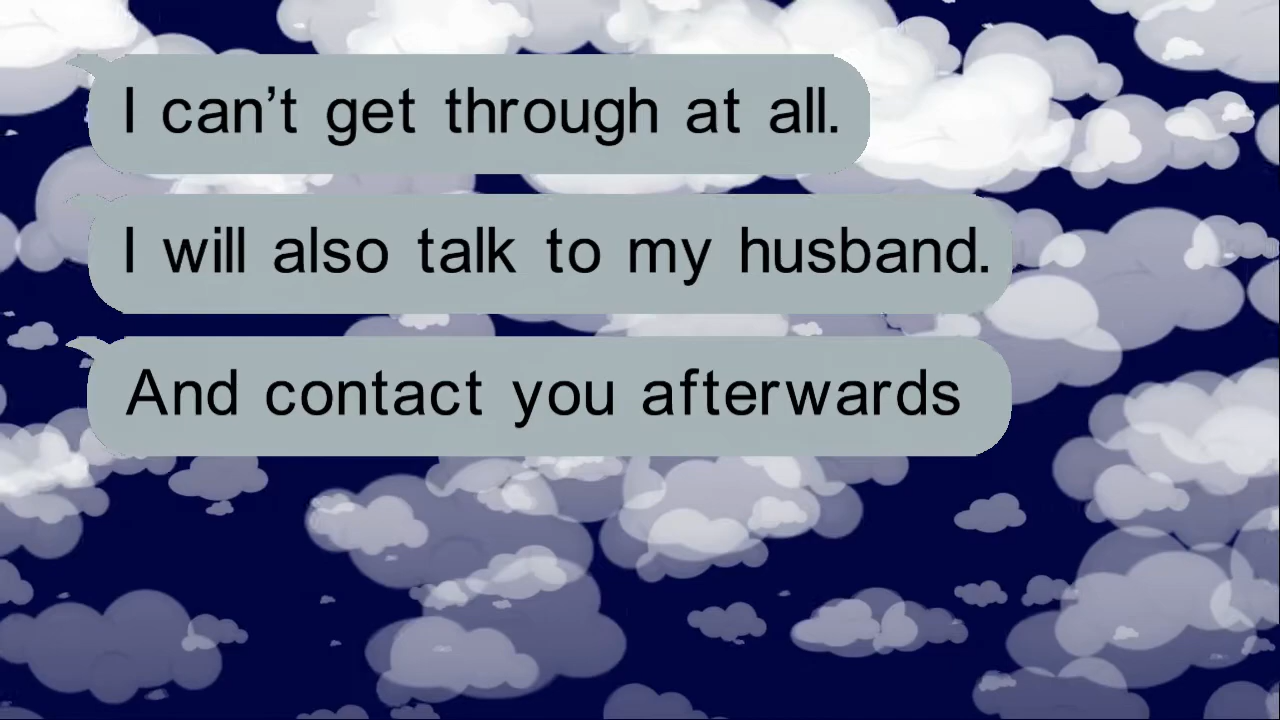 I can’t get through at all.
I will also talk to my husband.
And contact you afterwards